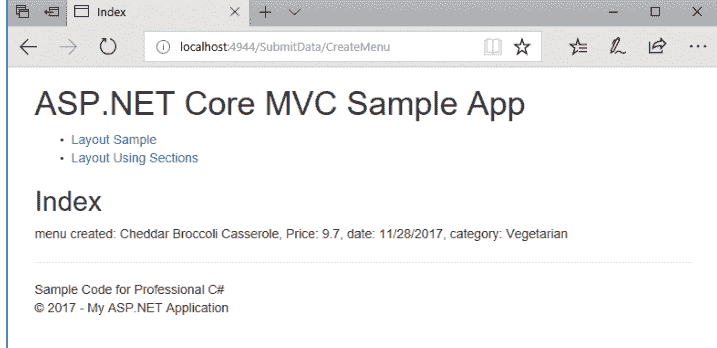 Index
localhost:4944/SubmitData/CreateMenu
ASP.NET Core MVC Sample App
• Layout Sample
• Layout Using Sections
Index
menu created: Cheddar Broccoli Casserole, Price: 9.7, date: 11/28/2017, category: Vegetarian
Sample Code for Professional C#
© 2017 - My ASP.NET Application